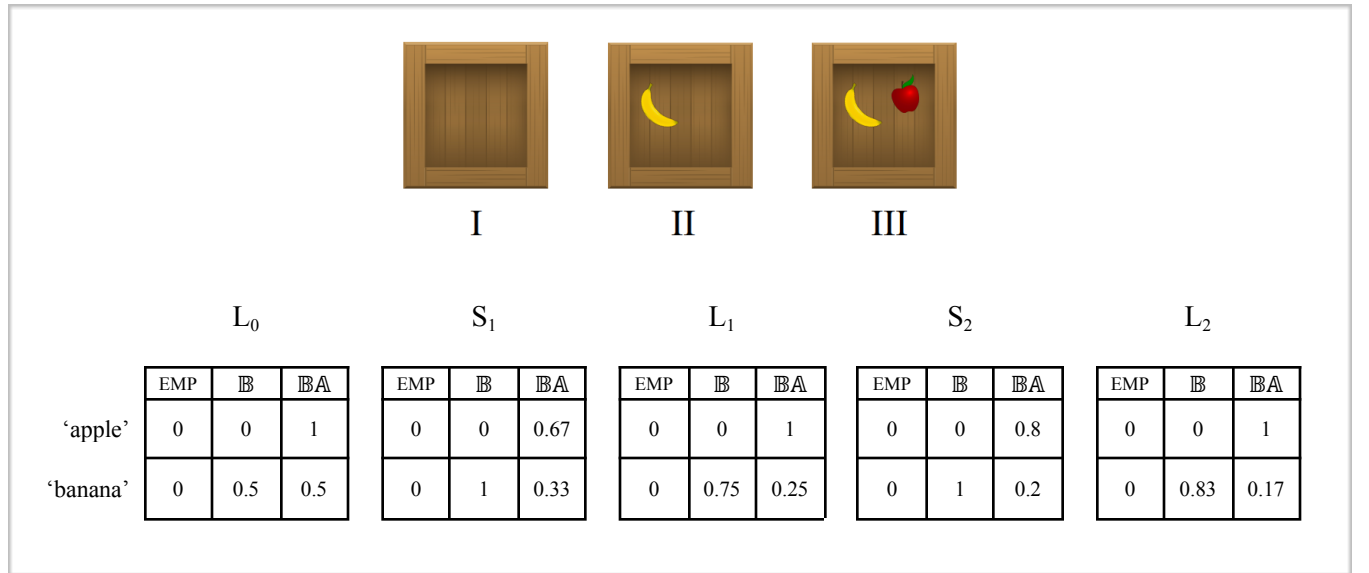 I II III
L₀ S₁ L₁ S₂ L₂
EMP 𝔹 𝔹𝔸 EMP 𝔹 𝔹𝔸 EMP 𝔹 𝔹𝔸 EMP 𝔹 𝔹𝔸 EMP 𝔹 𝔹𝔸
‘apple’ 0 0 1 0 0 0.67 0 0 1 0 0 0.8 0 0 1
‘banana’ 0 0.5 0.5 0 1 0.33 0 0.75 0.25 0 1 0.2 0 0.83 0.17